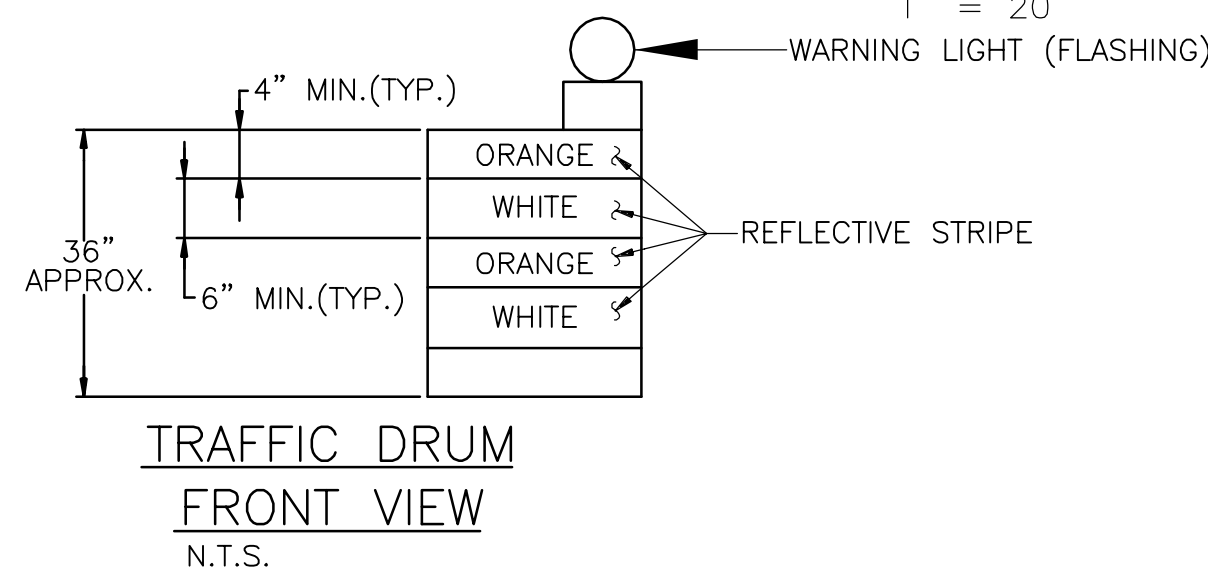 = 20
WARNING LIGHT (FLASHING)
4” MIN.(TYP.)
ORANGE
WHITE
REFLECTIVE STRIPE
36”
APPROX.
ORANGE
6” MIN.(TYP.)
WHITE
TRAFFIC DRUM
FRONT VIEW
N.T.S.